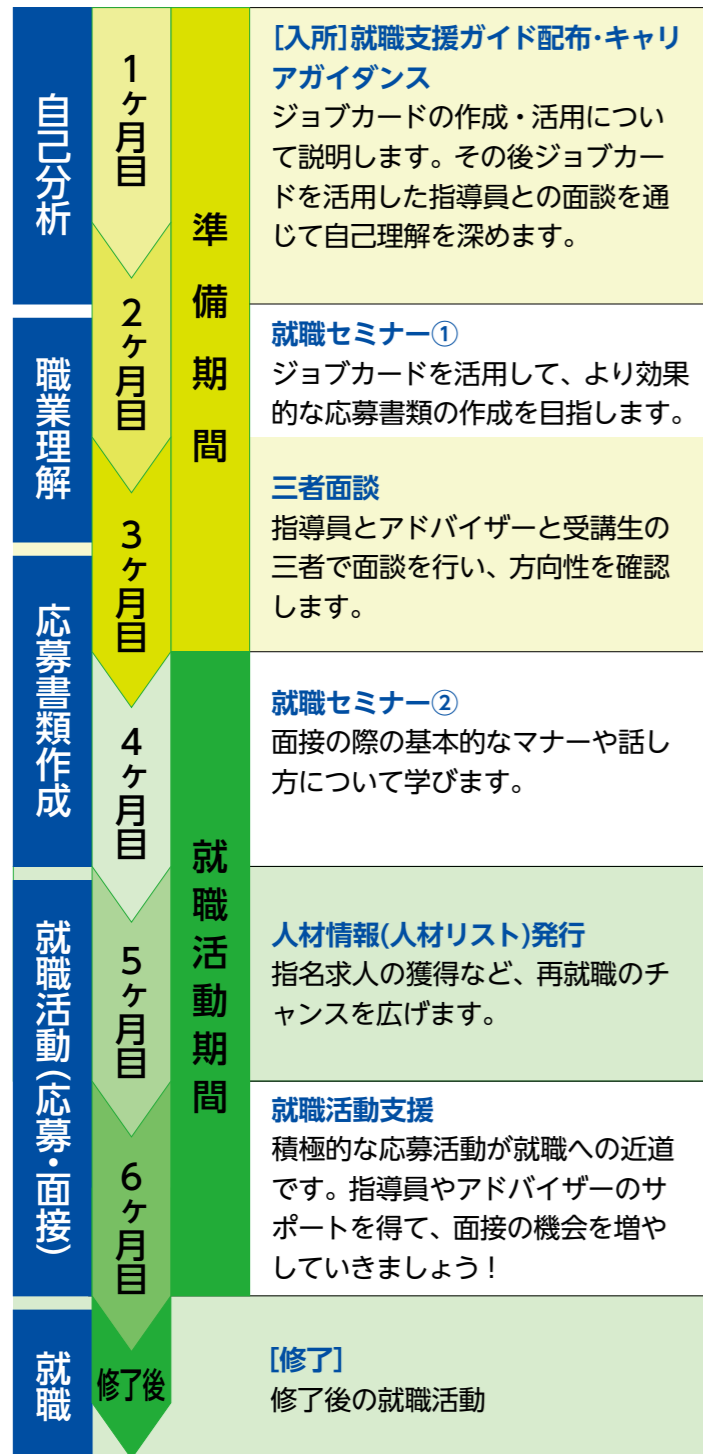 自己分析
職業理解
応募書類作成
就職活動(応募・面接)
就職
1ヶ月目
2ヶ月目
3ヶ月目
4ヶ月目
5ヶ月目
6ヶ月目
修了後
準備期間
就職活動期間
[入所]就職支援ガイド配布・キャリ
アガイダンス
ジョブカードの作成・活用につい
て説明します。その後ジョブカー
ドを活用した指導員との面談を通
じて自己理解を深めます。
就職セミナー①
ジョブカードを活用して、より効果
的な応募書類の作成を目指します。
三者面談
指導員とアドバイザーと受講生の
三者で面談を行い、方向性を確認
します。
就職セミナー②
面接の際の基本的なマナーや話し
方について学びます。
人材情報(人材リスト)発行
指名求人の獲得など、再就職のチ
ャンスを広げます。
就職活動支援
積極的な応募活動が就職への近道
です。指導員やアドバイザーのサ
ポートを得て、面接の機会を増や
していきましょう！
[修了]
修了後の就職活動